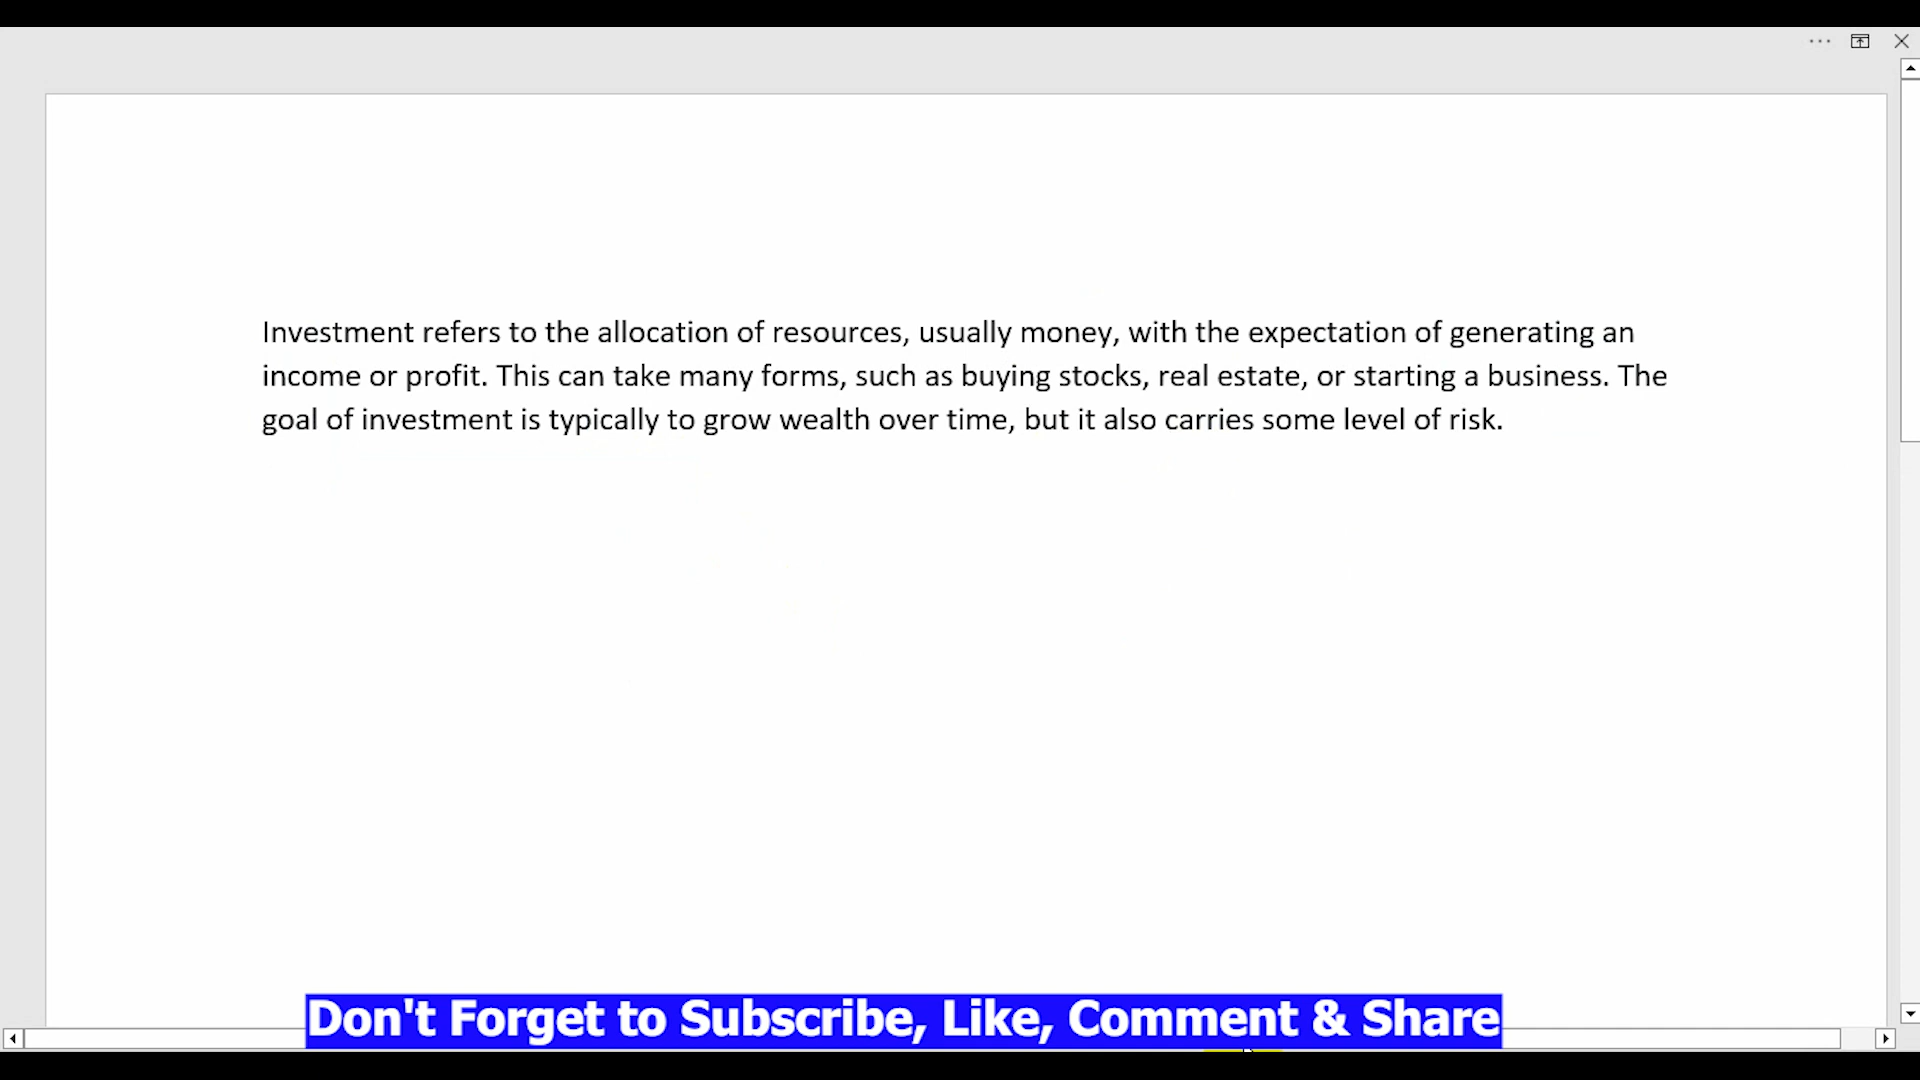 Investment refers to the allocation of resources, usually money, with the expectation of generating an
income or profit. This can take many forms, such as buying stocks, real estate, or starting a business. The
goal of investment is typically to grow wealth over time, but it also carries some level of risk.
Don't Forget to Subscribe, Like, Comment & Share